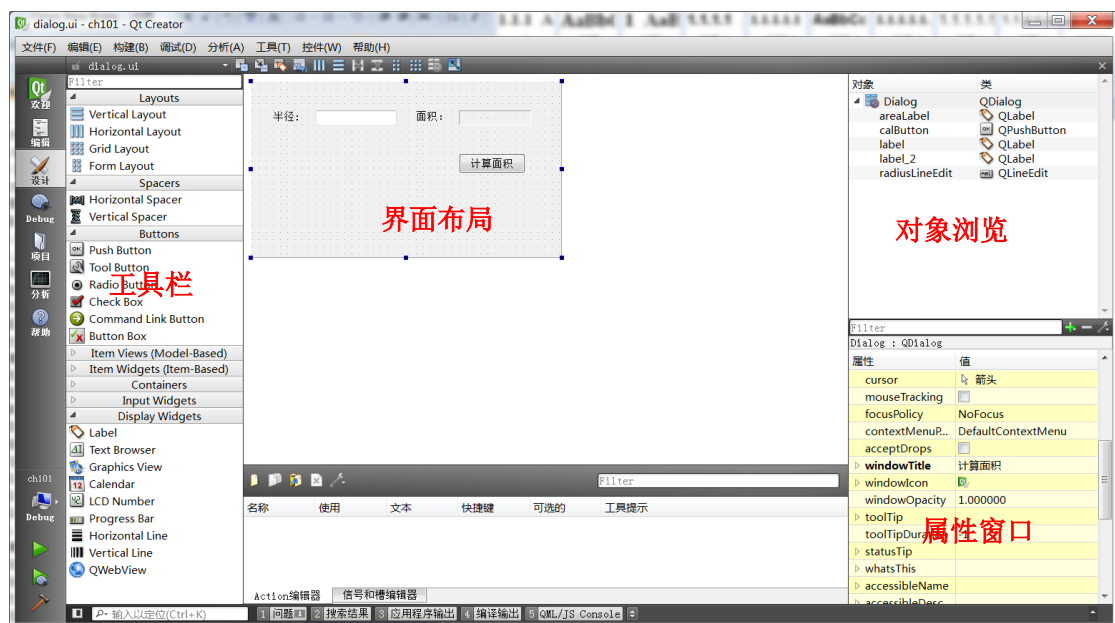 dialog.ui - ch101 - Qt Creator
文件(F) 编辑(E) 构建(B) 调试(D) 分析(A) 工具(T) 控件(W) 帮助(H)
dialog.ui
欢迎
编辑
设计
Debug
项目
分析
帮助
ch101
Debug
Filter
Layouts
Vertical Layout
Horizontal Layout
Grid Layout
Form Layout
Spacers
Horizontal Spacer
Vertical Spacer
Buttons
Push Button
Tool Button
Radio Button
工具栏
Check Box
Command Link Button
Button Box
Item Views (Model-Based)
Item Widgets (Item-Based)
Containers
Input Widgets
Display Widgets
Label
Text Browser
Graphics View
Calendar
LCD Number
Progress Bar
Horizontal Line
Vertical Line
QWebView
半径: 面积:
计算面积
界面布局
Filter
名称 使用 文本 快捷键 可选的 工具提示
Action编辑器 信号和槽编辑器
对象 类
Dialog QDialog
areaLabel QLabel
calButton QPushButton
label QLabel
label_2 QLabel
radiusLineEdit QLineEdit
对象浏览
Filter
Dialog : QDialog
属性 值
cursor 箭头
mouseTracking
focusPolicy NoFocus
contextMenuP... DefaultContextMenu
acceptDrops
windowTitle 计算面积
windowIcon
windowOpacity 1.000000
toolTip
属性窗口
statusTip
whatsThis
accessibleName
accessibleDesc
输入以定位(Ctrl+K) 1 问题 1 2 搜索结果 3 应用程序输出 4 编译输出 5 QML/JS Console